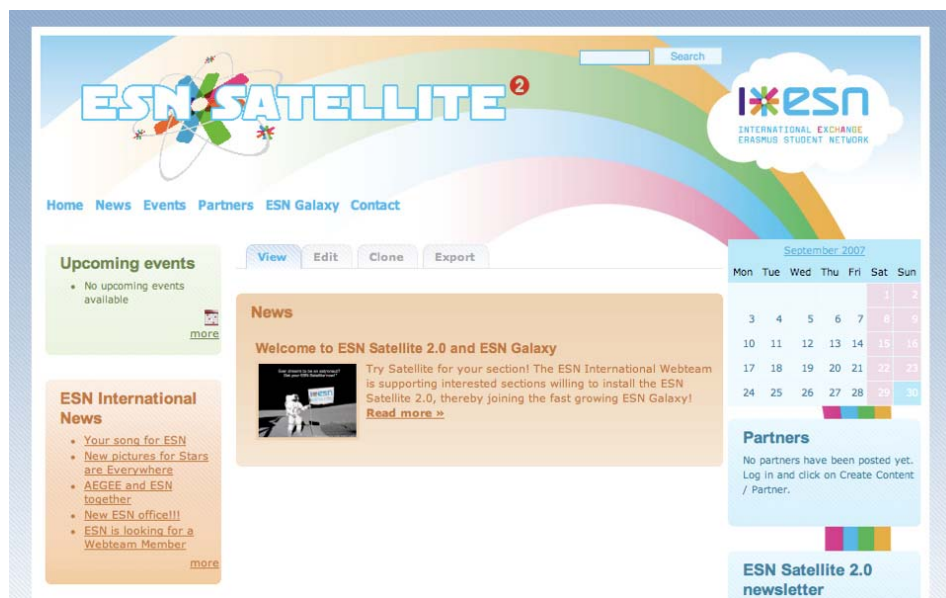 Search
ESN SATELLITE 2
esn
INTERNATIONAL EXCHANGE
ERASMUS STUDENT NETWORK
Home News Events Partners ESN Galaxy Contact
Upcoming events
No upcoming events
available
more
ESN International
News
Your song for ESN
New pictures for Stars
are Everywhere
AEGEE and ESN
together
New ESN office!!!
ESN is looking for a
Webteam Member
more
View Edit Clone Export
News
Welcome to ESN Satellite 2.0 and ESN Galaxy
Try Satellite for your section! The ESN International Webteam
is supporting interested sections willing to install the ESN
Satellite 2.0, thereby joining the fast growing ESN Galaxy!
Read more »
September 2007
Mon Tue Wed Thu Fri Sat Sun
1 2
3 4 5 6 7 8 9
10 11 12 13 14 15 16
17 18 19 20 21 22 23
24 25 26 27 28 29 30
Partners
No partners have been posted yet.
Log in and click on Create Content
/ Partner.
ESN Satellite 2.0
newsletter